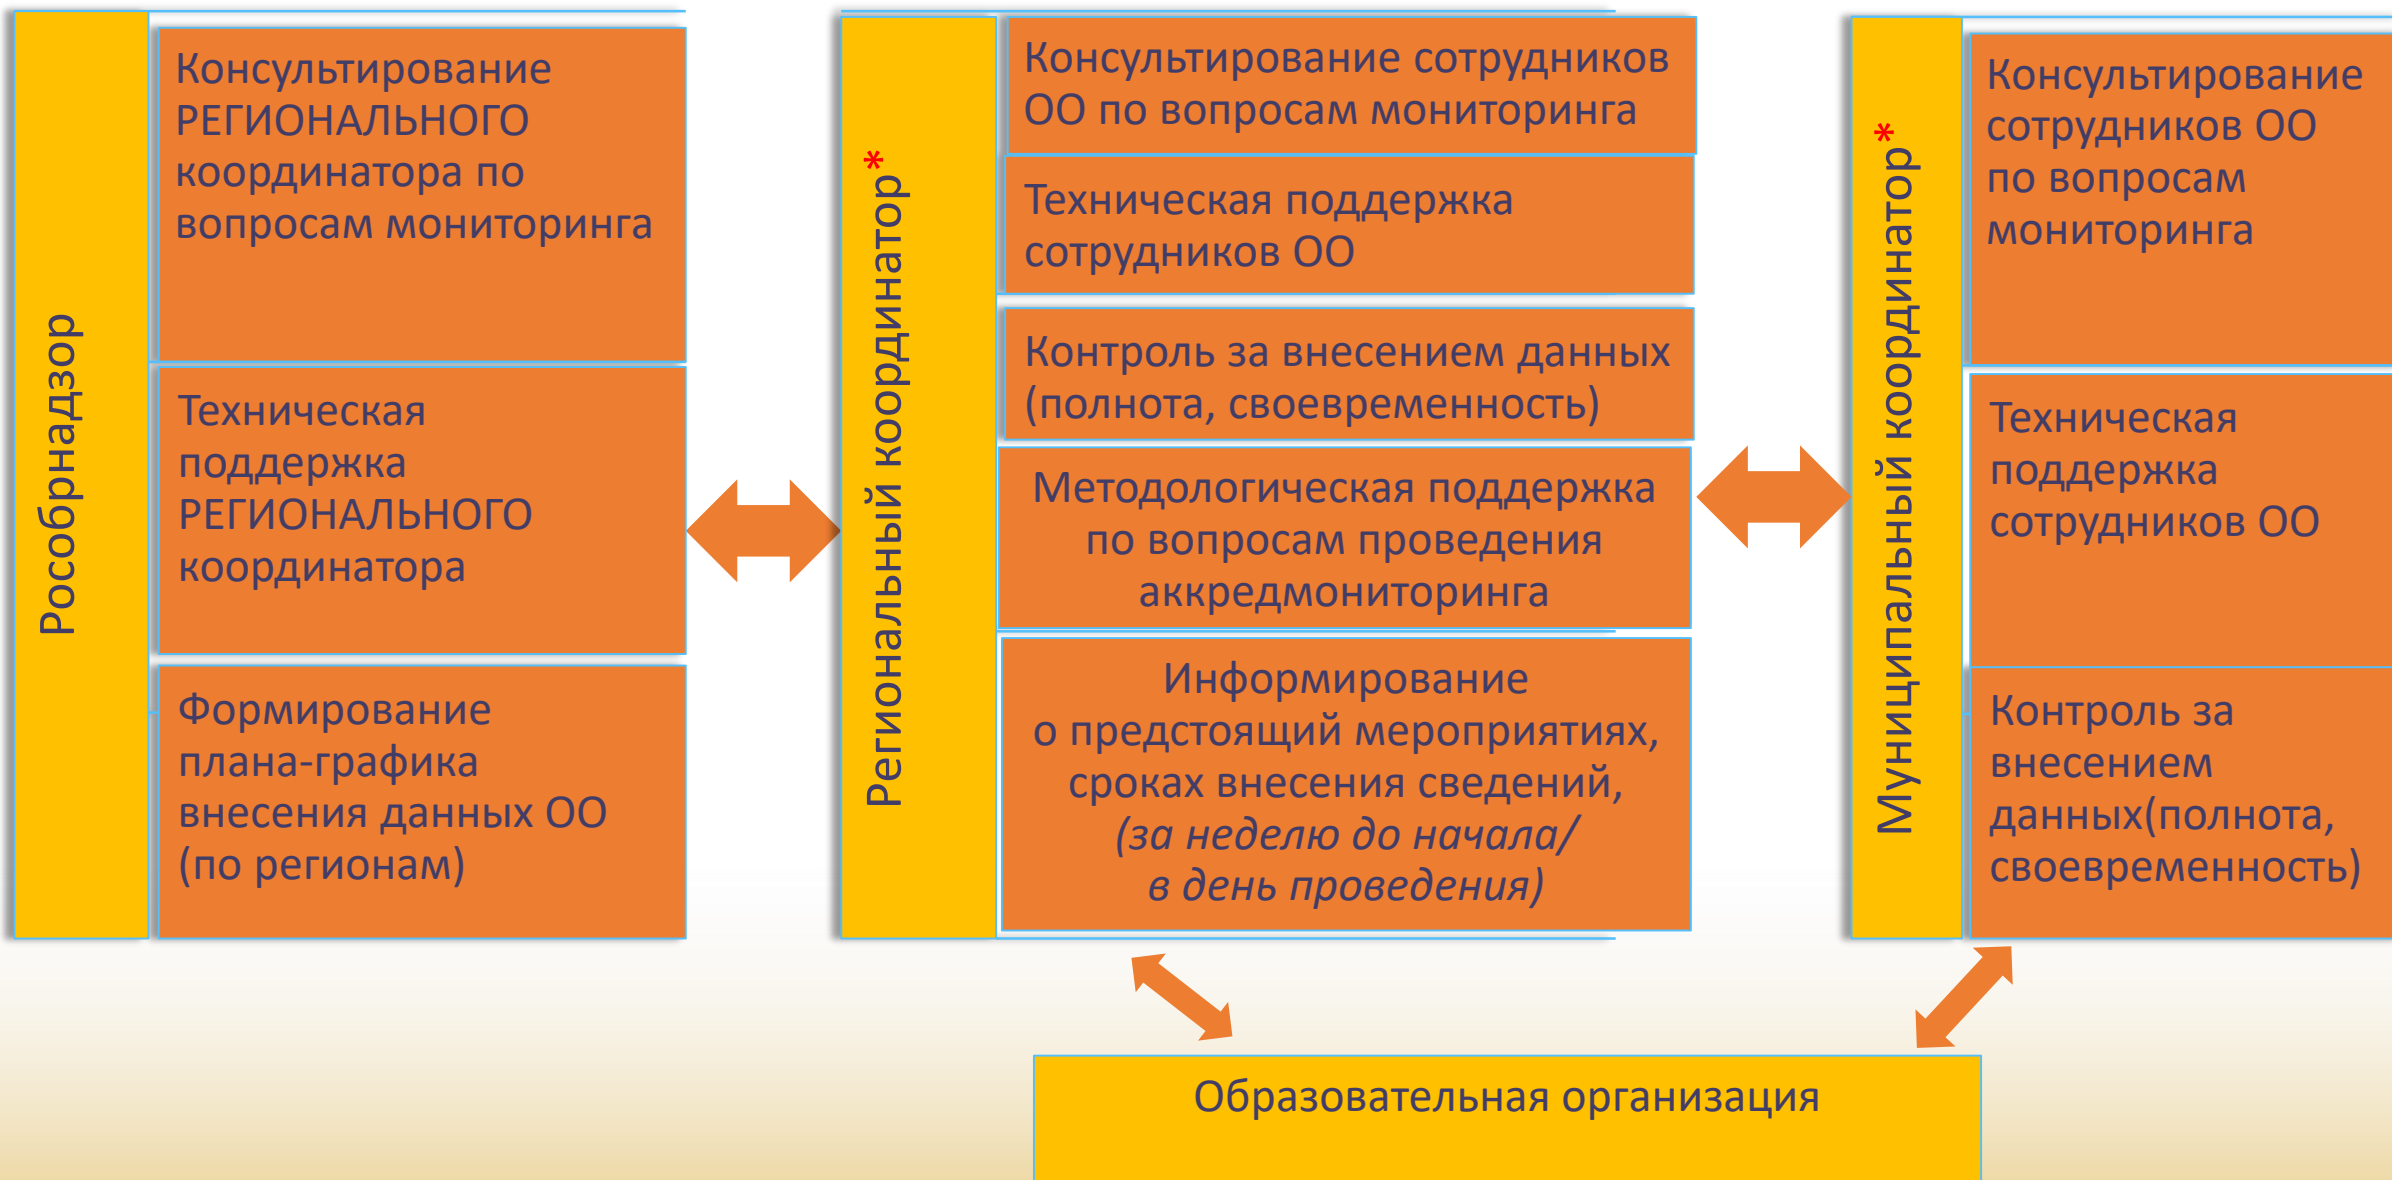 Рособрнадзор
Консультирование
РЕГИОНАЛЬНОГО
координатора по
вопросам мониторинга
Техническая
поддержка
РЕГИОНАЛЬНОГО
координатора
Формирование
плана-графика
внесения данных ОО
(по регионам)
Региональный координатор*
Консультирование сотрудников
ОО по вопросам мониторинга
Техническая поддержка
сотрудников ОО
Контроль за внесением данных
(полнота, своевременность)
Методологическая поддержка
по вопросам проведения
аккредмониторинга
Информирование
о предстоящий мероприятиях,
сроках внесения сведений,
(за неделю до начала/
в день проведения)
Муниципальный координатор*
Консультирование
сотрудников ОО
по вопросам
мониторинга
Техническая
поддержка
сотрудников ОО
Контроль за
внесением
данных(полнота,
своевременность)
Образовательная организация